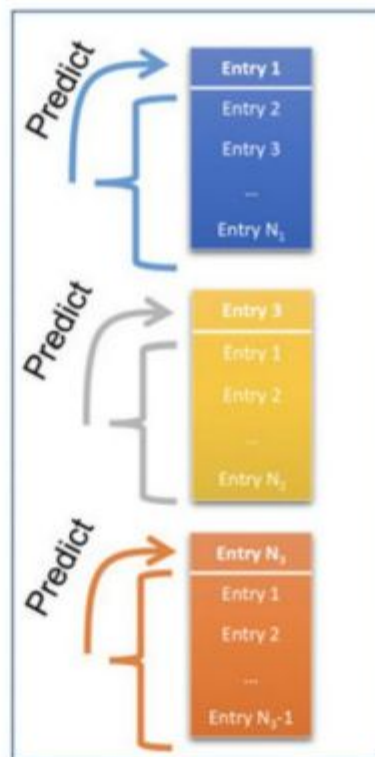 Predict
Entry 1
Entry 2
Entry 3
...
Entry N₁
Predict
Entry 3
Entry 1
Entry 2
...
Entry N₂
Predict
Entry N₃
Entry 1
Entry 2
...
Entry N₃-1